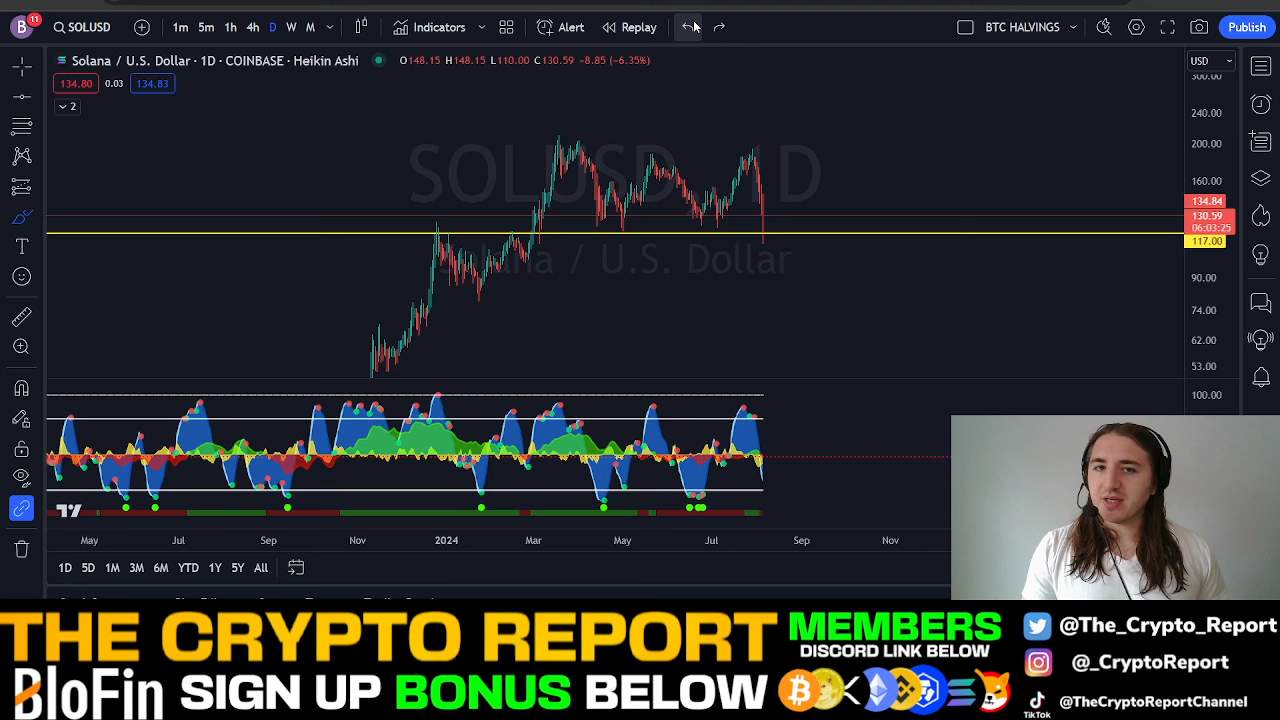 B 11 SOLUSD 1m 5m 1h 4h D W M Indicators Alert Replay BTC HALVINGS Publish
Solana / U.S. Dollar · 1D · COINBASE · Heikin Ashi O148.15 H148.15 L110.00 C130.59 -8.85 (-6.35%)
USD
134.80 0.03 134.83
2
SOLUSD, 1D
Solana / U.S. Dollar
300.00
240.00
200.00
160.00
134.84
130.59
06:03:25
117.00
90.00
74.00
62.00
53.00
100.00
May Jul Sep Nov 2024 Mar May Jul Sep Nov
1D 5D 1M 3M 6M YTD 1Y 5Y All
THE CRYPTO REPORT
BloFin SIGN UP BONUS BELOW
MEMBERS
DISCORD LINK BELOW
@The_Crypto_Report
@_CryptoReport
TikTok
@TheCryptoReportChannel